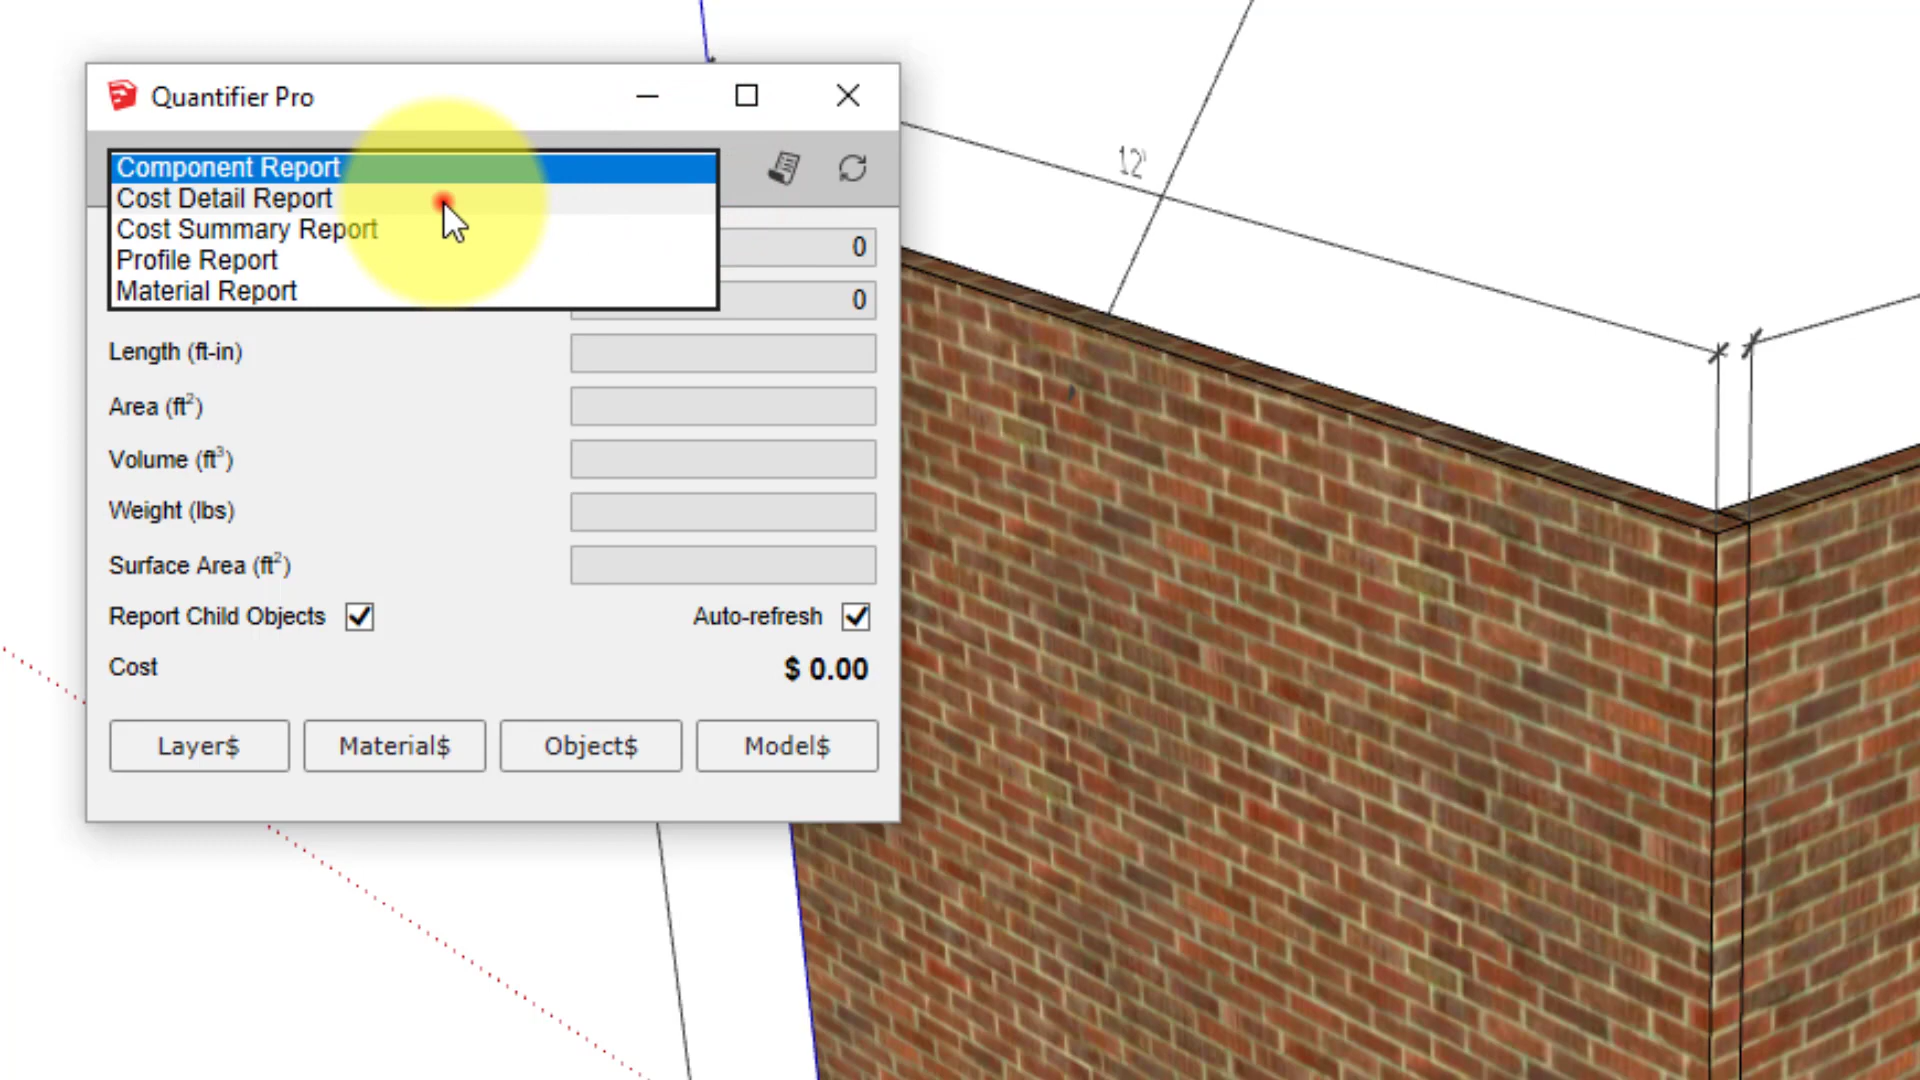 Quantifier Pro
Component Report
Cost Detail Report
Cost Summary Report
Profile Report
Material Report
0
0
12'
Length (ft-in)
Area (ft²)
Volume (ft³)
Weight (lbs)
Surface Area (ft²)
Report Child Objects
Auto-refresh
Cost
$ 0.00
Layer$
Material$
Object$
Model$